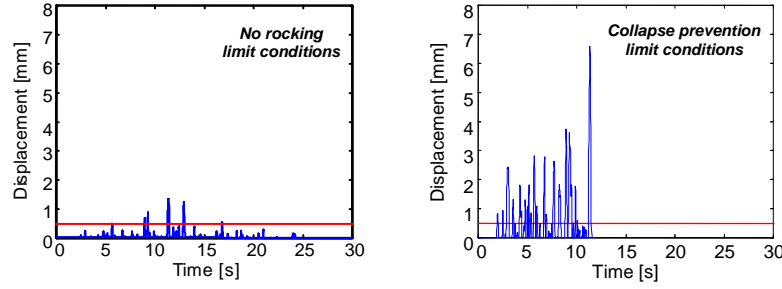 8
7
6
5
4
3
2
1
0
Displacement [mm]
No rocking
limit conditions
0 5 10 15 20 25 30
Time [s]
8
7
6
5
4
3
2
1
0
Displacement [mm]
Collapse prevention
limit conditions
0 5 10 15 20 25 30
Time [s]